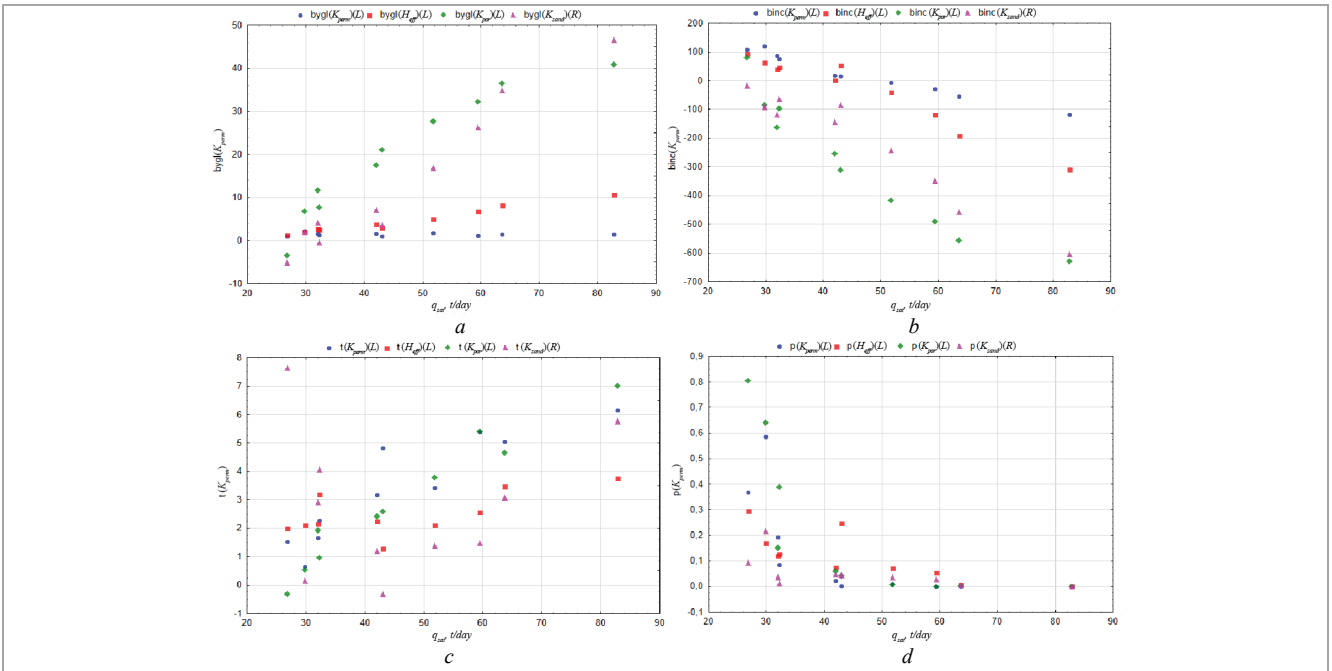 bygl(Kperm)(L) bygl(Heff)(L) bygl(Kpor)(L) bygl(Ksand)(R)
50
40
30
20
10
0
-10
bygl(Kperm)
20 30 40 50 60 70 80 90
t/day
a
binc(Kperm)(L) binc(Heff)(L) binc(Kpor)(L) binc(Ksand)(R)
200
100
0
-100
-200
-300
-400
-500
-600
-700
binc(Kperm)
20 30 40 50 60 70 80 90
t/day
b
t(Kperm)(L) t(Heff)(L) t(Kpor)(L) t(Ksand)(R)
8
7
6
5
4
3
2
1
0
-1
t(Kperm)
20 30 40 50 60 70 80 90
t/day
c
p(Kperm)(L) p(Heff)(L) p(Kpor)(L) p(Ksand)(R)
0,9
0,8
0,7
0,6
0,5
0,4
0,3
0,2
0,1
0,0
-0,1
p(Kperm)
20 30 40 50 60 70 80 90
t/day
d